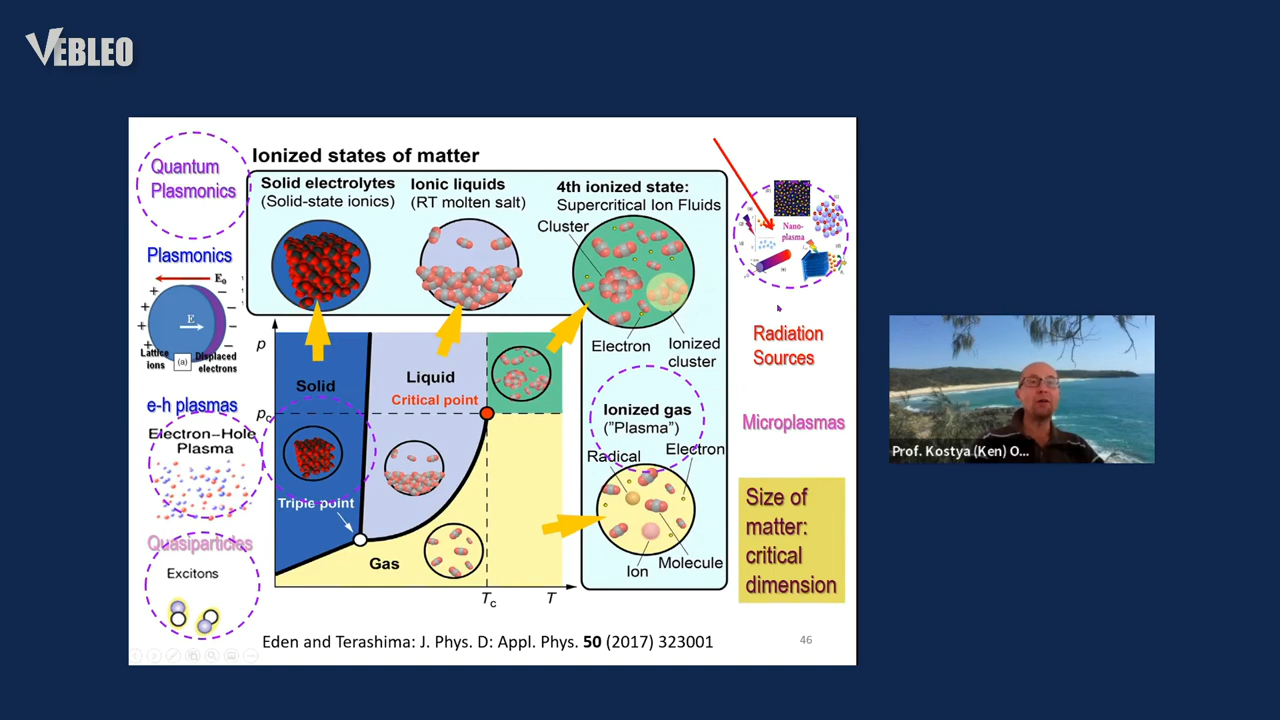 VEBLEO
Ionized states of matter
Quantum
Plasmonics
Solid electrolytes
(Solid-state ionics)
Ionic liquids
(RT molten salt)
4th ionized state:
Supercritical Ion Fluids
Cluster
Electron
Ionized
cluster
Nano-
plasma
Plasmonics
E₀
E
Lattice
ions
(a)
Displaced
electrons
Radiation
Sources
p
Solid
Liquid
Critical point
pc
e-h plasmas
Electron-Hole
Plasma
Ionized gas
("Plasma")
Radical
Electron
Microplasmas
Triple point
Gas
Ion
Molecule
Tc
T
Quasiparticles
Excitons
Size of
matter:
critical
dimension
Eden and Terashima: J. Phys. D: Appl. Phys. 50 (2017) 323001
46
Prof. Kostya (Ken) O...